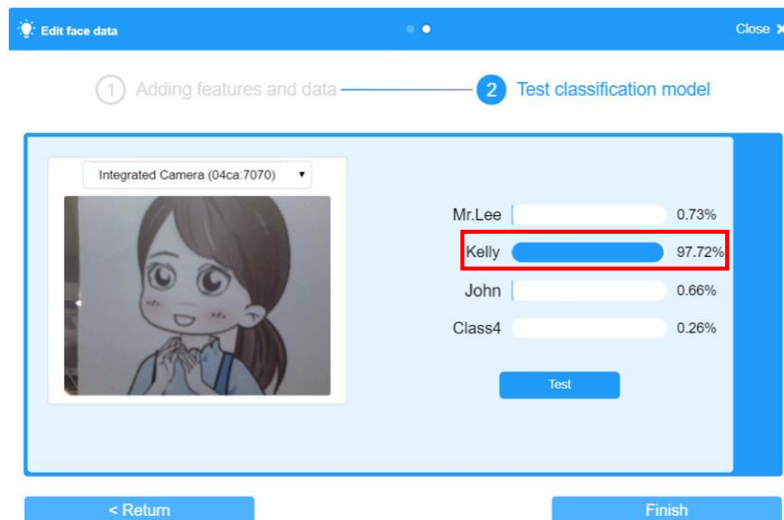 Edit face data
Close
1 Adding features and data
2 Test classification model
Integrated Camera (04ca:7070)
Mr.Lee 0.73%
Kelly 97.72%
John 0.66%
Class4 0.26%
Test
< Return
Finish